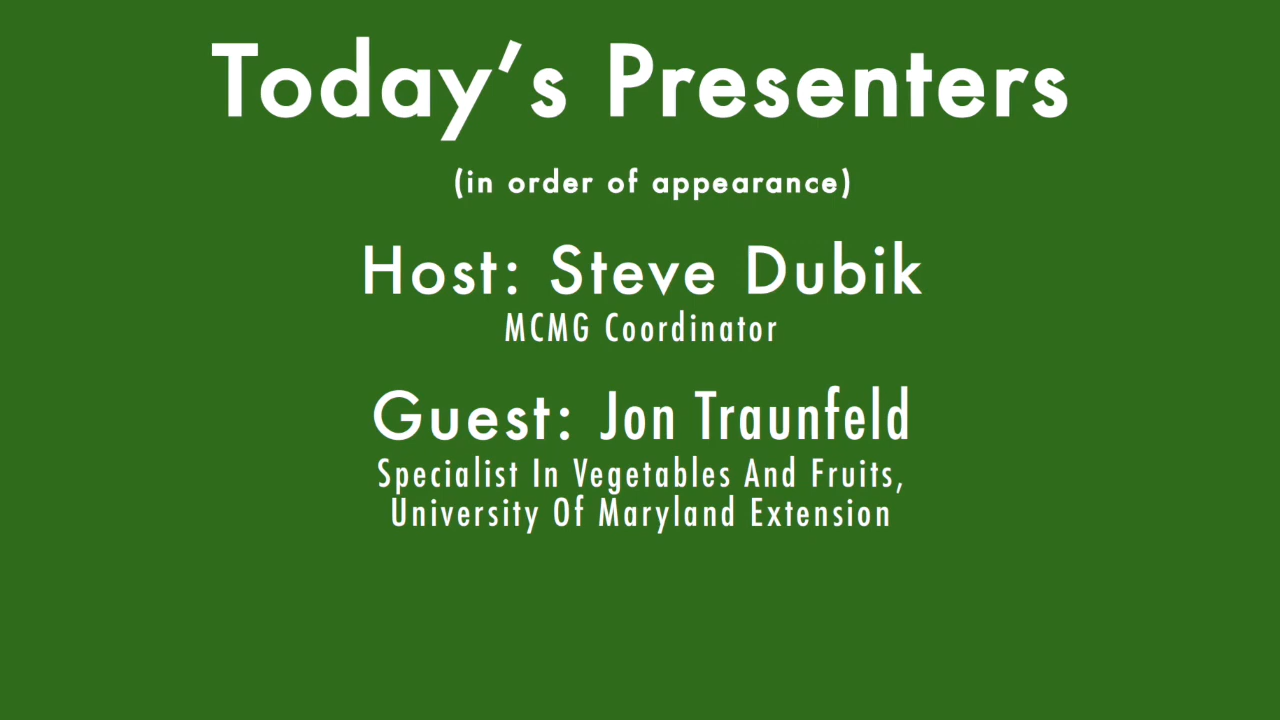 Today’s Presenters
(in order of appearance)
Host: Steve Dubik
MCMG Coordinator
Guest: Jon Traunfeld
Specialist In Vegetables And Fruits,
University Of Maryland Extension